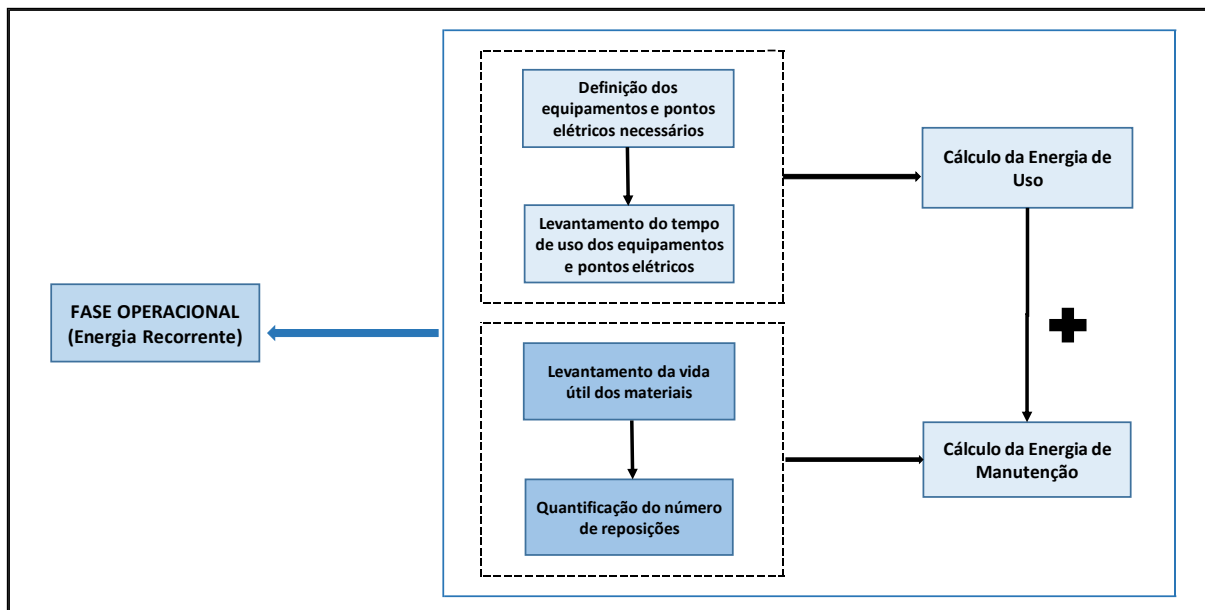 Definição dos
equipamentos e pontos
elétricos necessários
Cálculo da Energia de
Uso
Levantamento do tempo
de uso dos equipamentos
e pontos elétricos
FASE OPERACIONAL
(Energia Recorrente)
Levantamento da vida
útil dos materiais
Cálculo da Energia de
Manutenção
Quantificação do número
de reposições